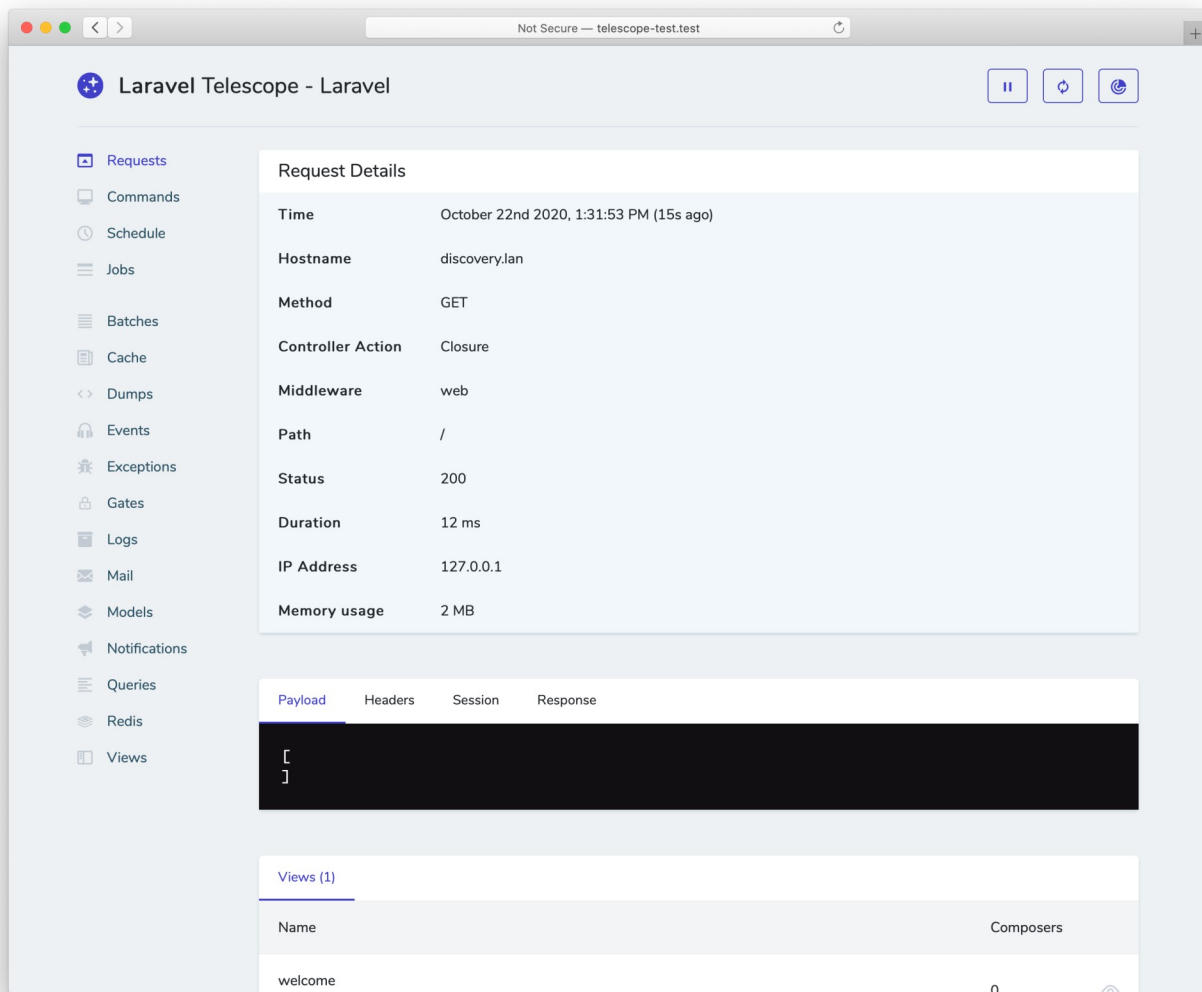 Not Secure — telescope-test.test
Laravel Telescope - Laravel
Requests
Commands
Schedule
Jobs
Batches
Cache
Dumps
Events
Exceptions
Gates
Logs
Mail
Models
Notifications
Queries
Redis
Views
Request Details
Time October 22nd 2020, 1:31:53 PM (15s ago)
Hostname discovery.lan
Method GET
Controller Action Closure
Middleware web
Path /
Status 200
Duration 12 ms
IP Address 127.0.0.1
Memory usage 2 MB
Payload Headers Session Response
[
]
Views (1)
Name Composers
welcome
0